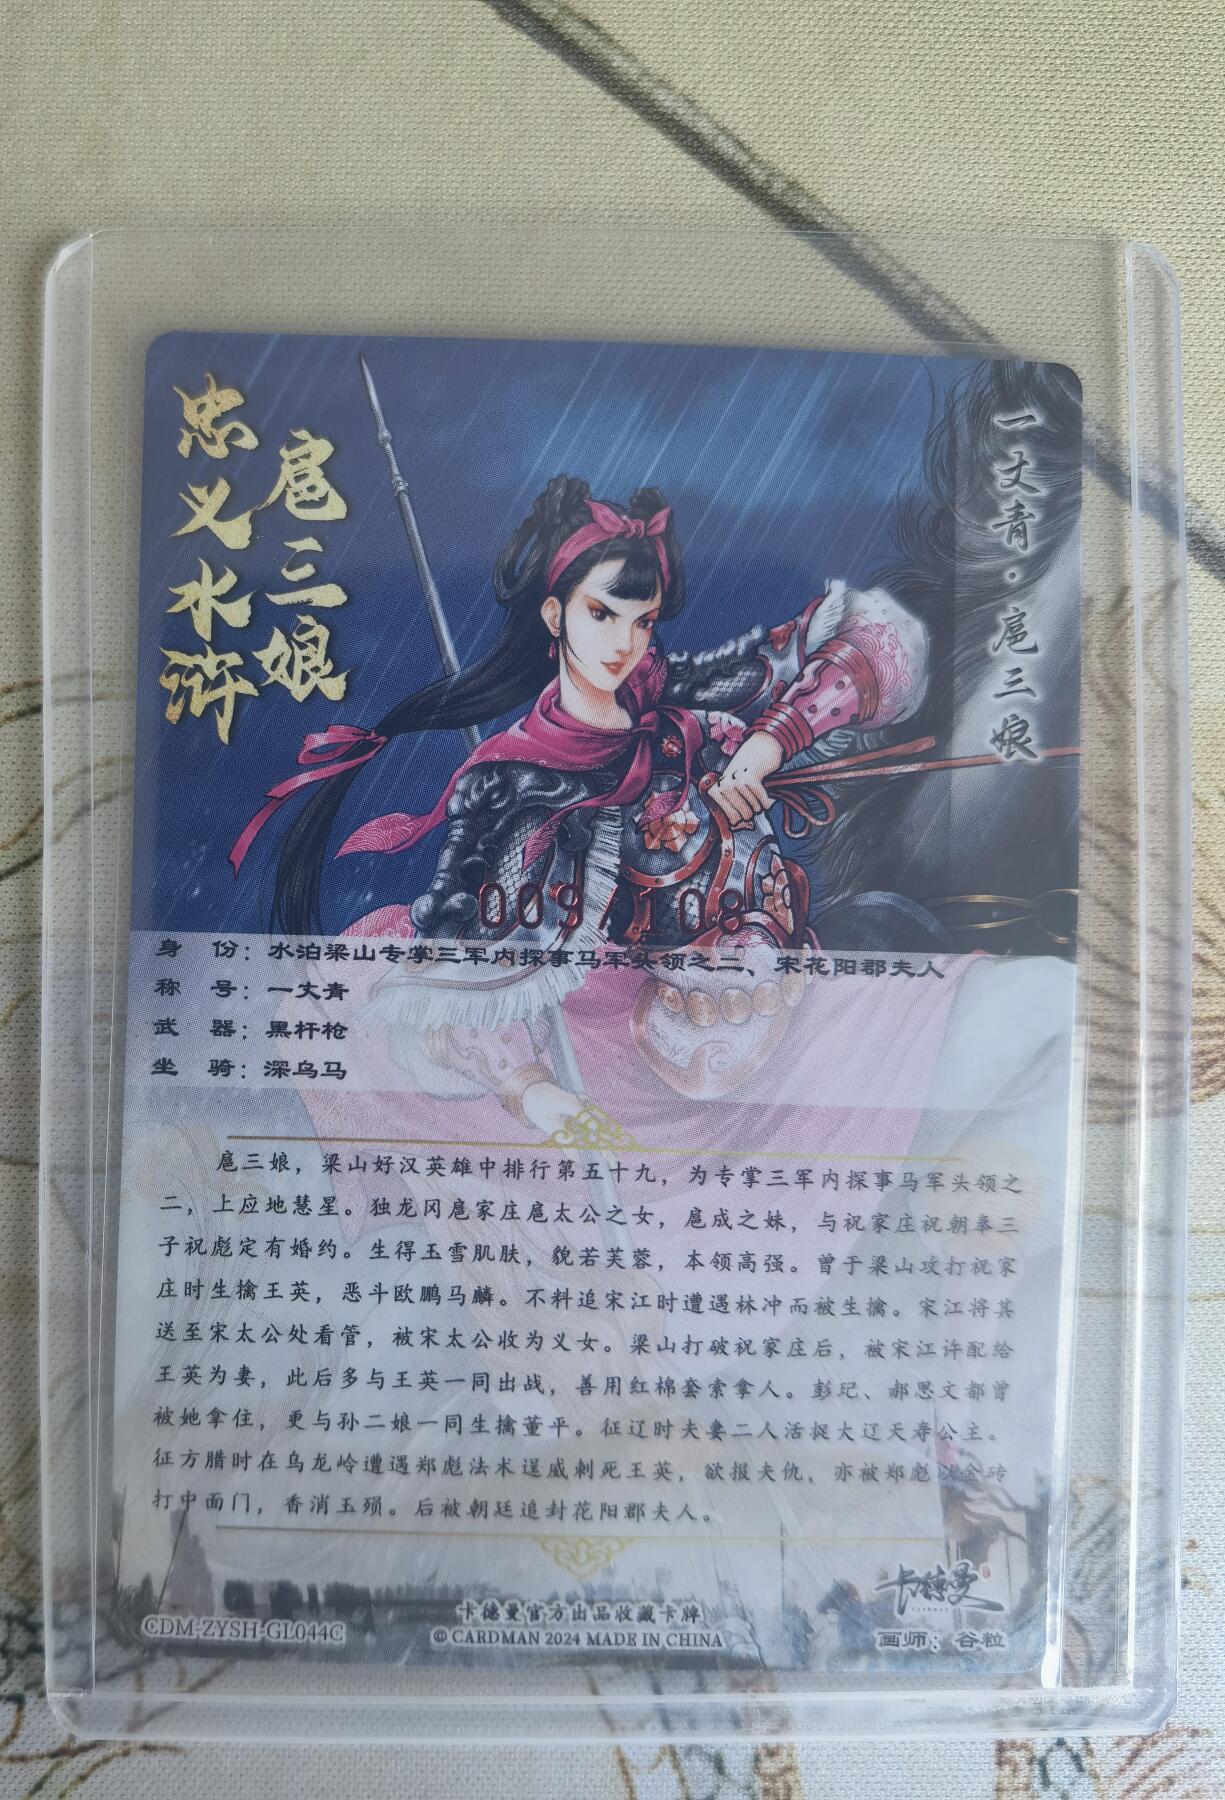 忠义水浒
扈三娘
一丈青·扈三娘
009/108
身 份：水泊梁山专掌三军内探事马军头领之二、宋花阳郡夫人
称 号：一丈青
武 器：黑杆枪
坐 骑：深乌马
扈三娘，梁山好汉英雄中排行第五十九，为专掌三军内探事马军头领之
二，上应地慧星。独龙冈扈家庄扈太公之女，扈成之妹，与祝家庄祝朝奉三
子祝彪定有婚约。生得玉雪肌肤，貌若芙蓉，本领高强。曾于梁山攻打祝家
庄时生擒王英，恶斗欧鹏马麟。不料追宋江时遭遇林冲而被生擒。宋江将其
送至宋太公处看管，被宋太公收为义女。梁山打破祝家庄后，被宋江许配给
王英为妻，此后多与王英一同出战，善用红棉套索拿人。彭玘、郝思文都曾
被她拿住，更与孙二娘一同生擒董平。征辽时夫妻二人活捉大辽天寿公主。
征方腊时在乌龙岭遭遇郑彪法术逞威刺死王英，欲报夫仇，亦被郑彪以金砖
打中面门，香消玉殒。后被朝廷追封花阳郡夫人。
卡德曼
CDM-ZYSH-GL044C
卡德曼官方出品收藏卡牌
© CARDMAN 2024 MADE IN CHINA
画师：谷粒